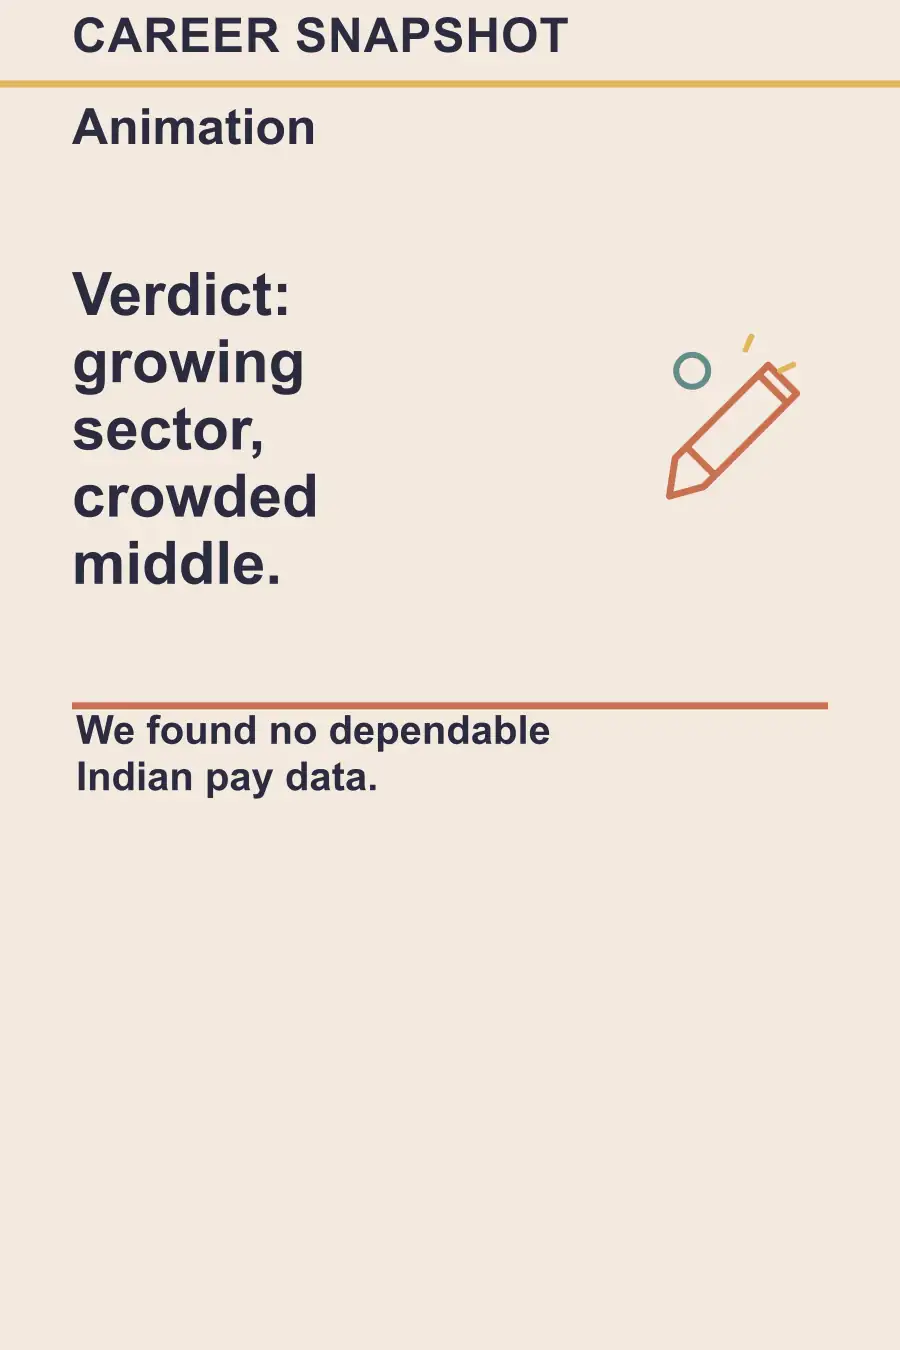 CAREER SNAPSHOT
Animation
Verdict:
growing
sector,
crowded
middle.
We found no dependable
Indian pay data.